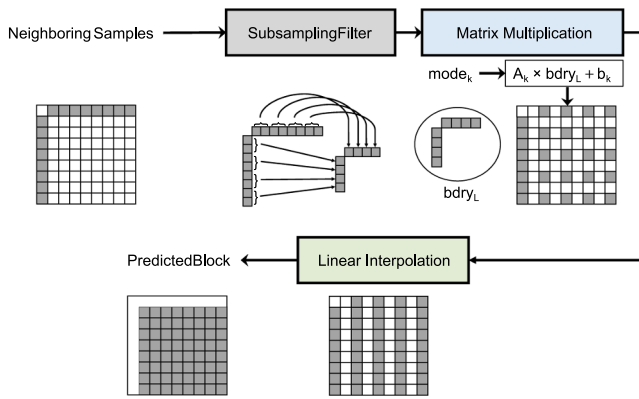 Neighboring Samples
SubsamplingFilter
Matrix Multiplication
mode_k
A_k × bdry_L + b_k
bdry_L
PredictedBlock
Linear Interpolation